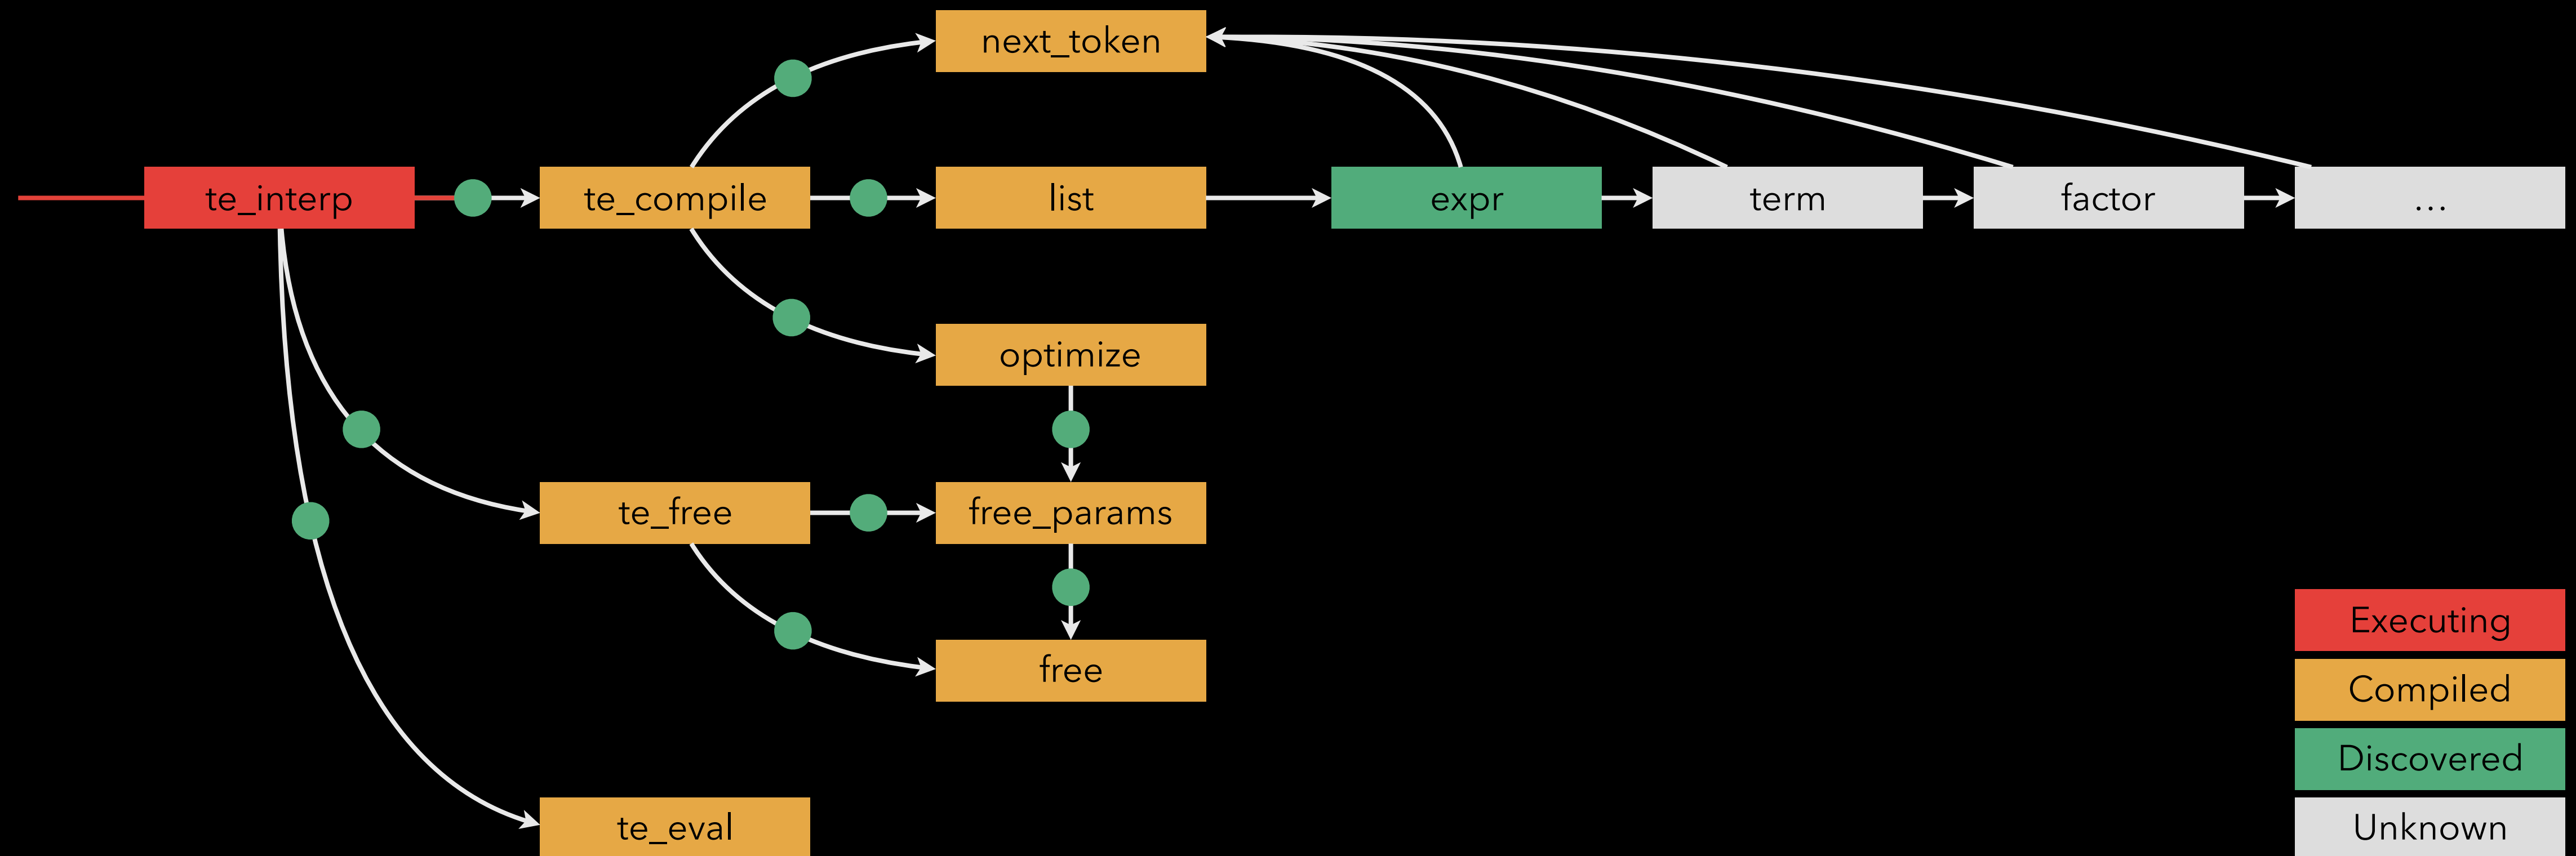 next_token
te_interp
te_compile
list
expr
term
factor
...
optimize
te_free
free_params
free
te_eval
Executing
Compiled
Discovered
Unknown